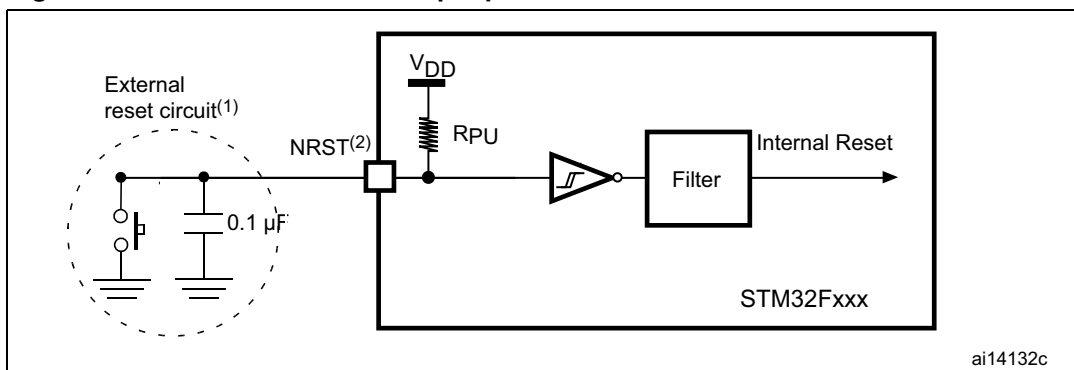 External
reset circuit(1)
VDD
NRST(2)
RPU
Internal Reset
Filter
0.1 μF
STM32Fxxx
ai14132c